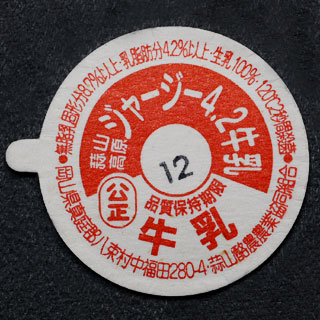 ●無脂乳固形分8.7%以上・乳脂肪分4.2%以上・生乳100%・120℃2秒間殺菌●
蒜山
高原
ジャージー4.2牛乳
12
公正
品質保持期限
牛乳
岡山県真庭郡八束村中福田280-4・蒜山酪農農業協同組合